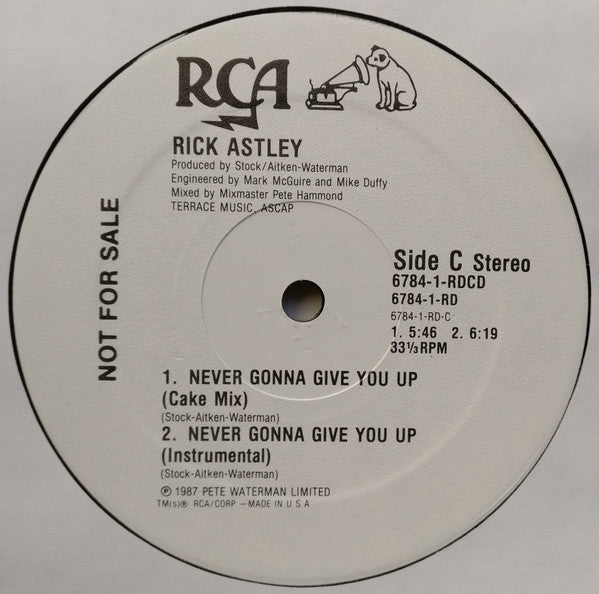 RCA
RICK ASTLEY
Produced by Stock/Aitken-Waterman
Engineered by Mark McGuire and Mike Duffy
Mixed by Mixmaster Pete Hammond
TERRACE MUSIC, ASCAP
NOT FOR SALE
Side C Stereo
6784-1-RDCD
6784-1-RD
6784-1-RD-C
1. 5:46 2. 6:19
33⅓RPM
1. NEVER GONNA GIVE YOU UP
(Cake Mix)
(Stock-Aitken-Waterman)
2. NEVER GONNA GIVE YOU UP
(Instrumental)
(Stock-Aitken-Waterman)
℗ 1987 PETE WATERMAN LIMITED
TM(s)® RCA/CORP –MADE IN U S A